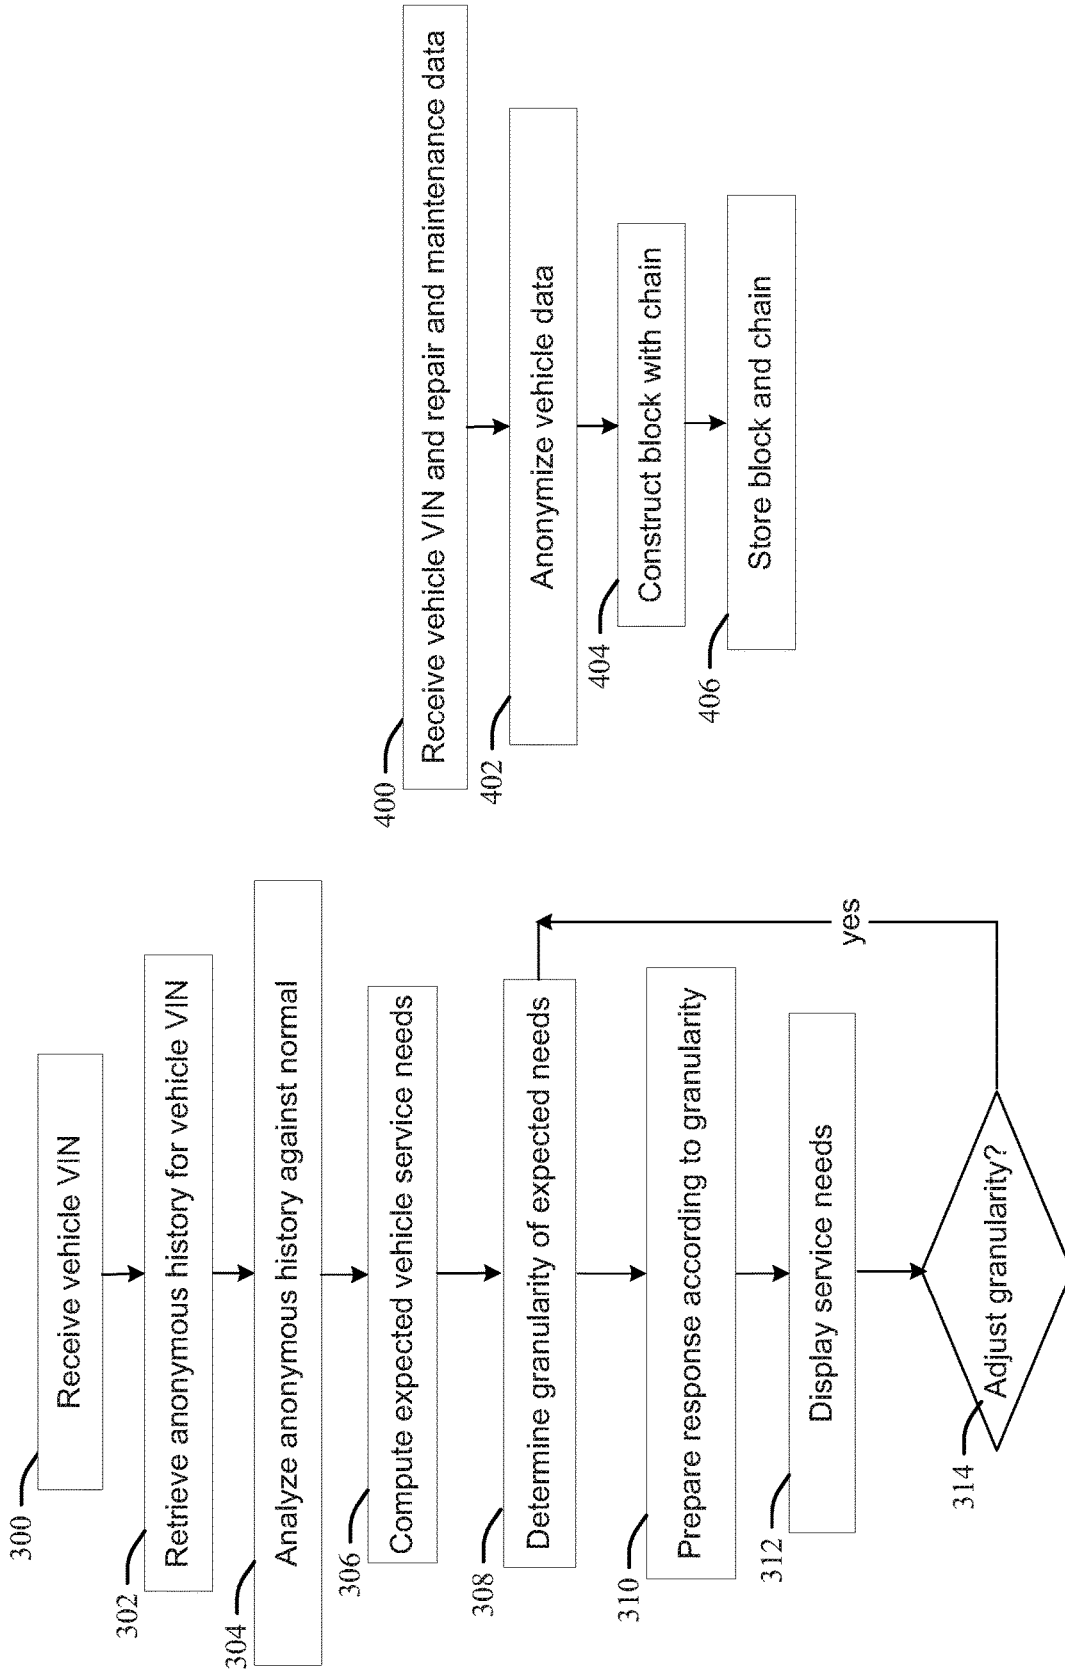 300
Receive vehicle VIN
302
Retrieve anonymous history for vehicle VIN
304
Analyze anonymous history against normal
306
Compute expected vehicle service needs
308
Determine granularity of expected needs
310
Prepare response according to granularity
312
Display service needs
314
Adjust granularity?
yes
400
Receive vehicle VIN and repair and maintenance data
402
Anonymize vehicle data
404
Construct block with chain
406
Store block and chain